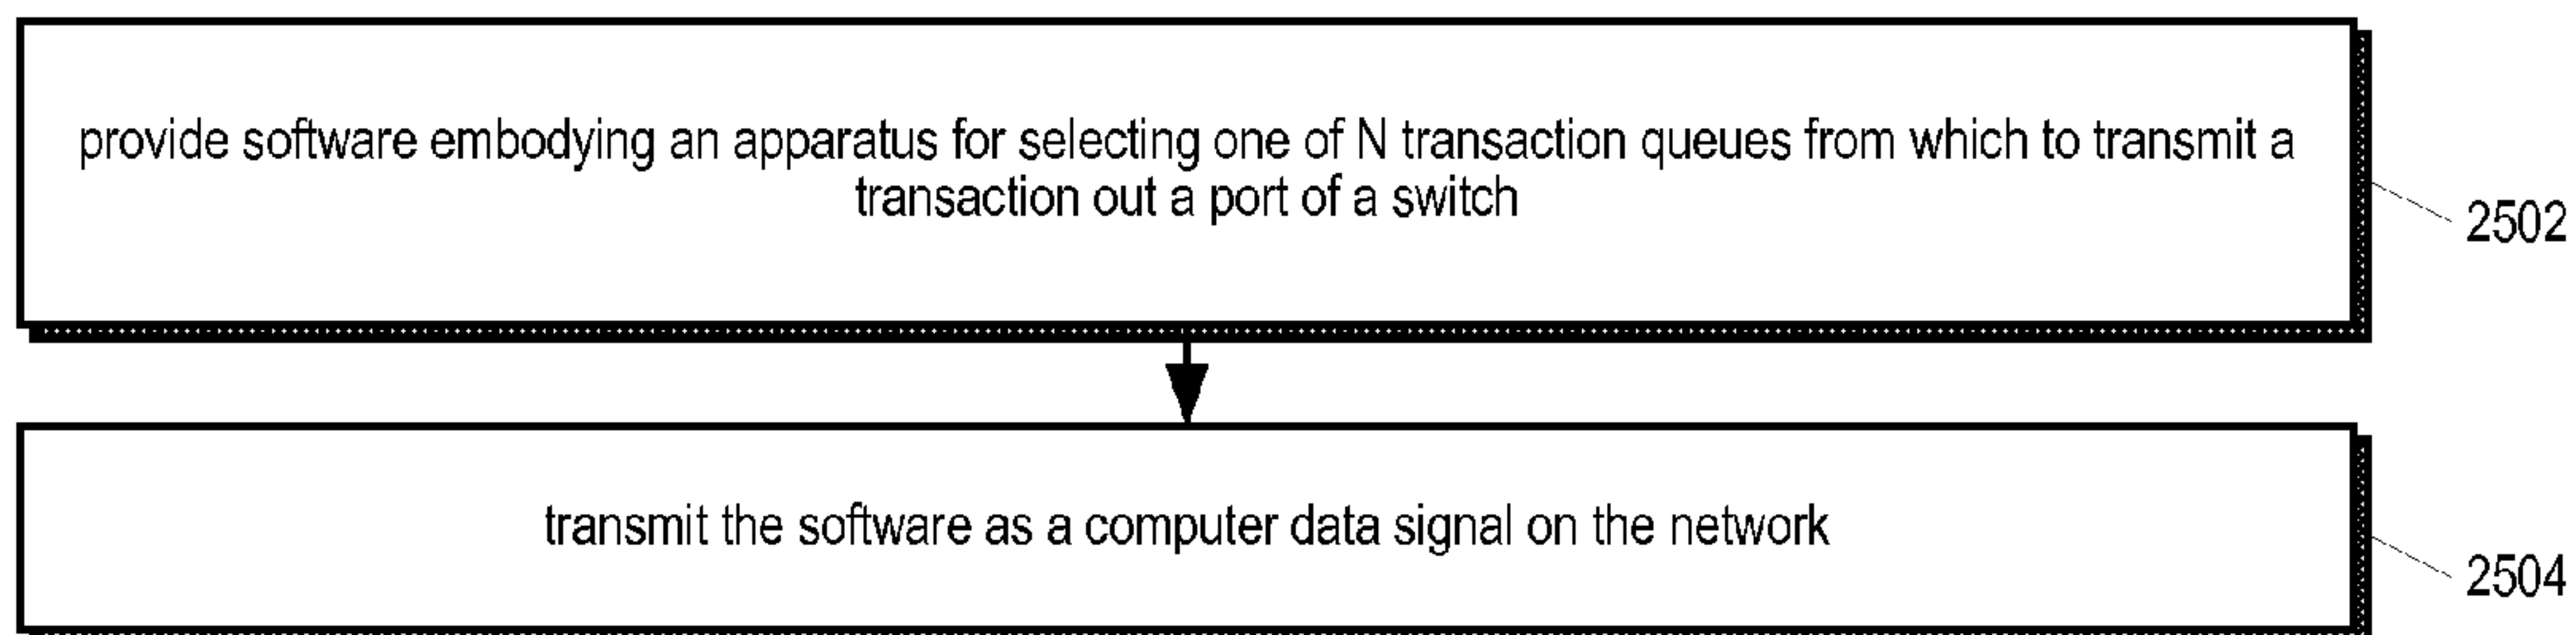 provide software embodying an apparatus for selecting one of N transaction queues from which to transmit a
transaction out a port of a switch
2502
transmit the software as a computer data signal on the network
2504